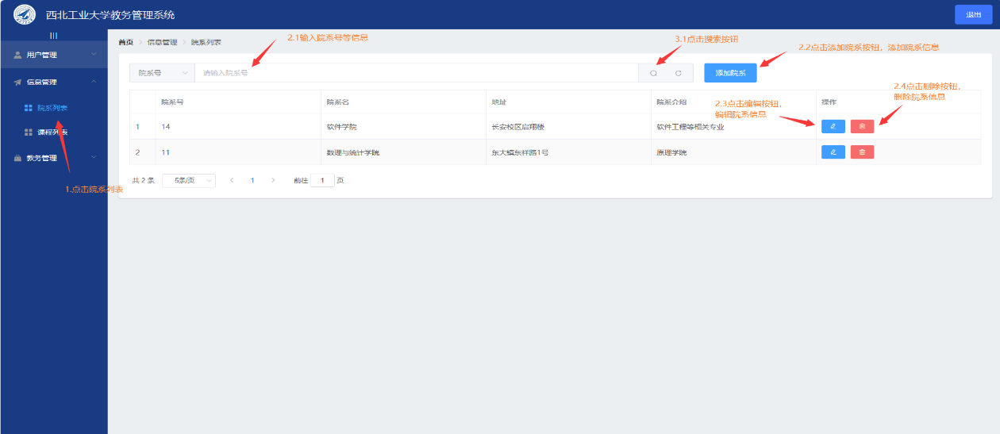 西北工业大学教务管理系统
退出
用户管理
信息管理
院系列表
课程列表
教务管理
1.点击院系列表
首页 > 信息管理 > 院系列表
2.1输入院系号等信息
3.1点击搜索按钮
2.2点击添加院系按钮，添加院系信息
院系号
请输入院系号
添加院系
2.3点击编辑按钮，
编辑院系信息
2.4点击删除按钮，
删除院系信息
院系号 院系名 地址 院系介绍 操作
1 14 软件学院 长安校区启翔楼 软件工程等相关专业
2 11 数理与统计学院 东大镇东祥路1号 原理学院
共 2 条 5条/页 < 1 > 前往 1 页